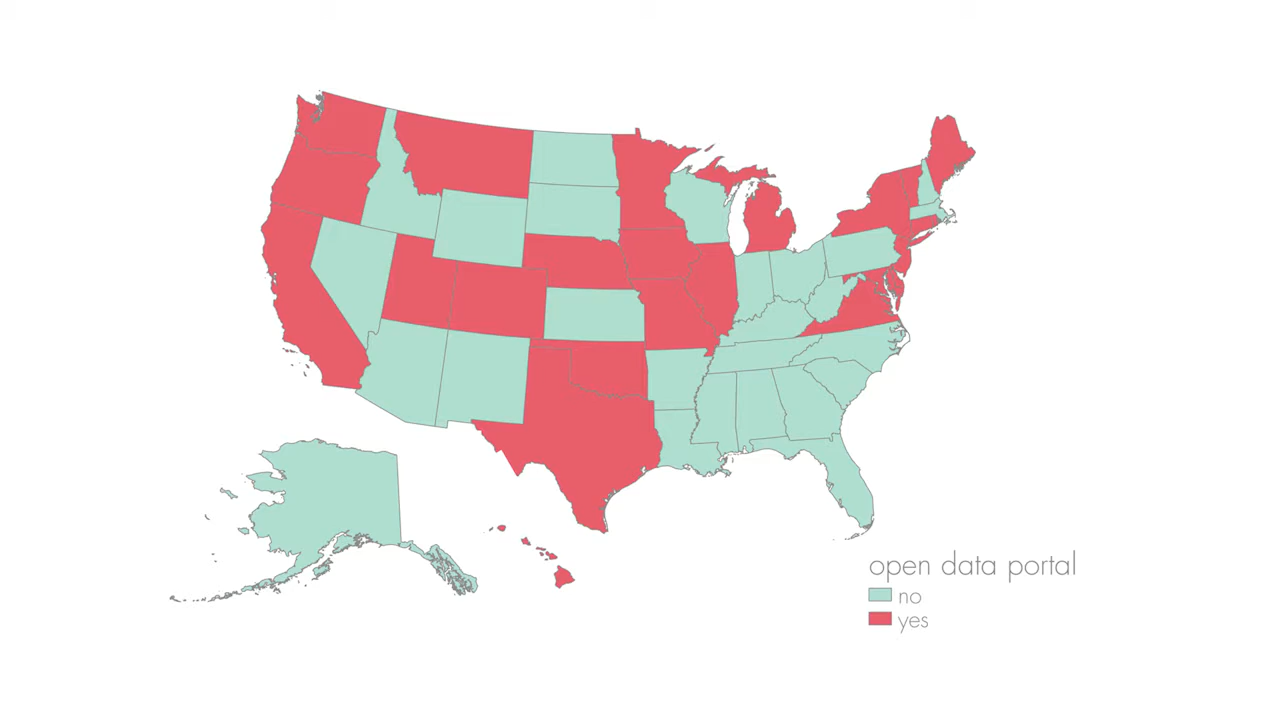 open data portal
no
yes